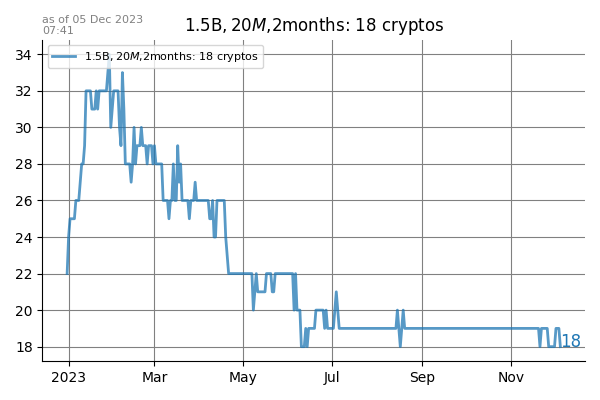 as of 05 Dec 2023
07:41
1.5B, 20M,2months: 18 cryptos
1.5B, 20M,2months: 18 cryptos
34
32
30
28
26
24
22
20
18
18
2023 Mar May Jul Sep Nov